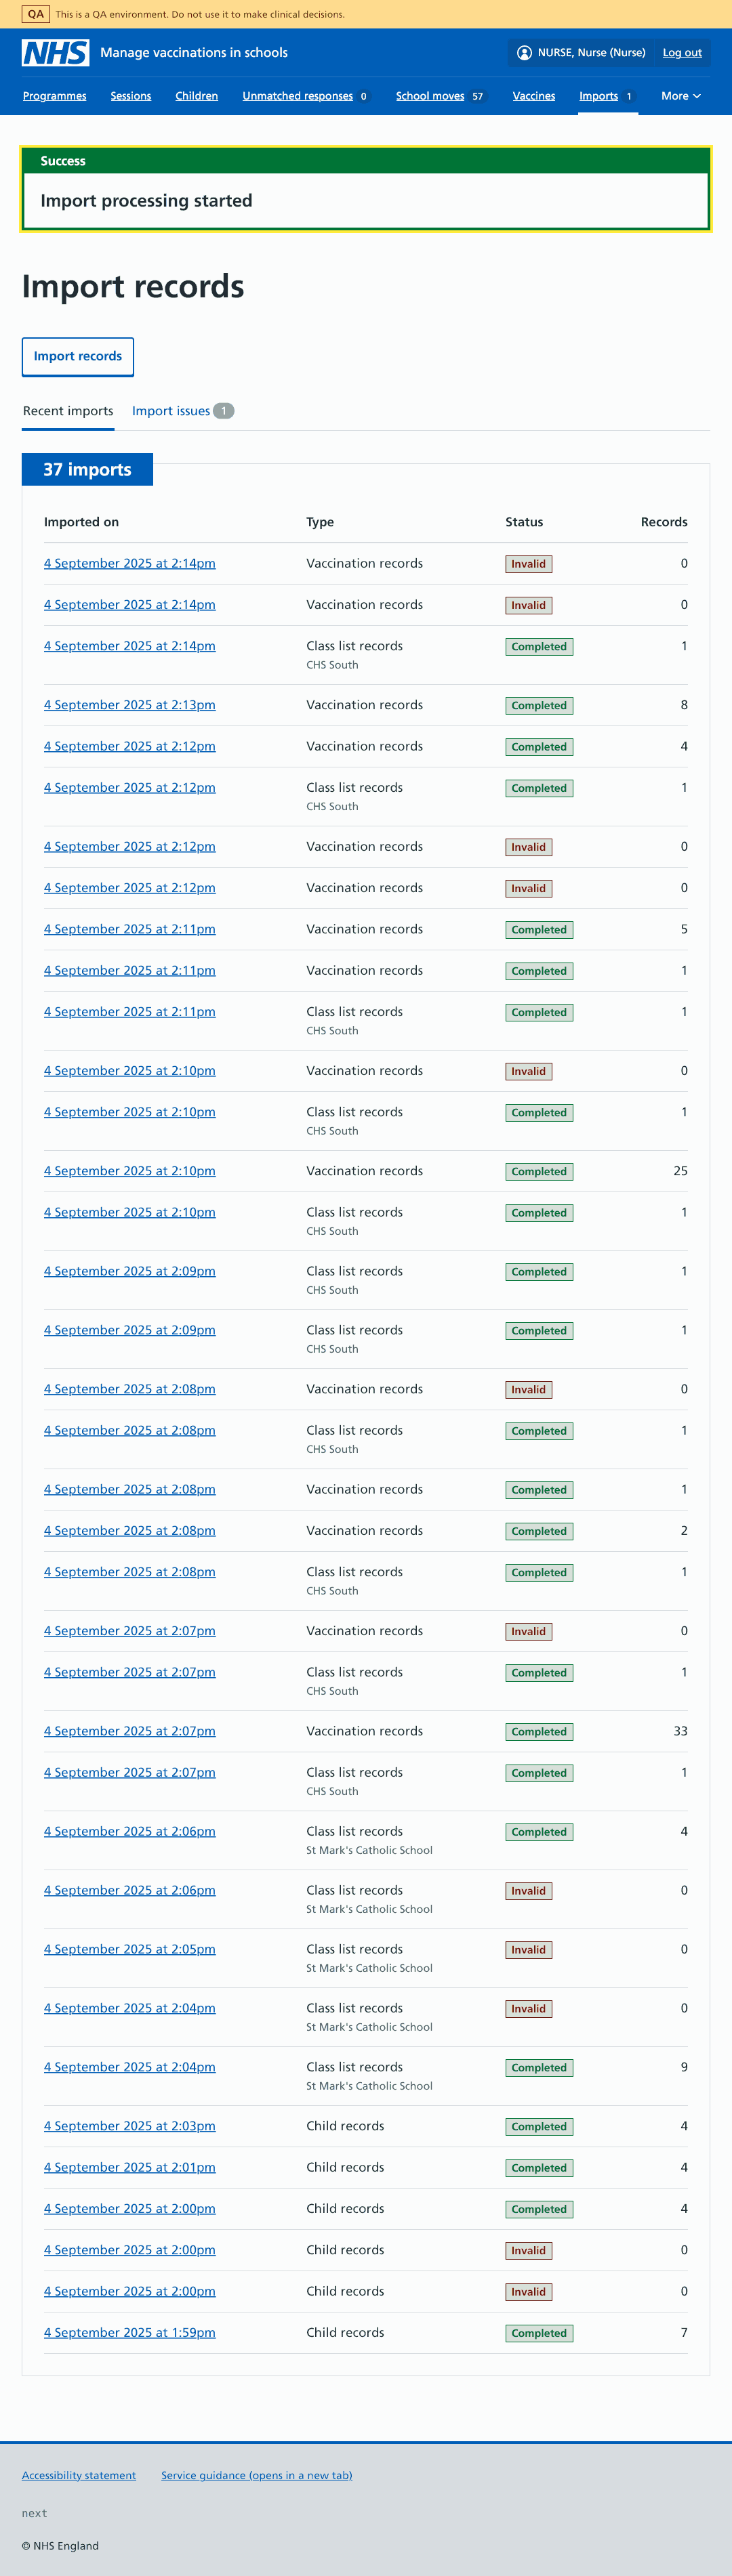 QA This is a QA environment. Do not use it to make clinical decisions.
NHS Manage vaccinations in schools NURSE, Nurse (Nurse) Log out
Programmes Sessions Children Unmatched responses 0 School moves 57 Vaccines Imports 1 More
Success
Import processing started
Import records
Import records
Recent imports Import issues 1
37 imports
Imported on Type Status Records
4 September 2025 at 2:14pm Vaccination records Invalid 0
4 September 2025 at 2:14pm Vaccination records Invalid 0
4 September 2025 at 2:14pm Class list records Completed 1
CHS South
4 September 2025 at 2:13pm Vaccination records Completed 8
4 September 2025 at 2:12pm Vaccination records Completed 4
4 September 2025 at 2:12pm Class list records Completed 1
CHS South
4 September 2025 at 2:12pm Vaccination records Invalid 0
4 September 2025 at 2:12pm Vaccination records Invalid 0
4 September 2025 at 2:11pm Vaccination records Completed 5
4 September 2025 at 2:11pm Vaccination records Completed 1
4 September 2025 at 2:11pm Class list records Completed 1
CHS South
4 September 2025 at 2:10pm Vaccination records Invalid 0
4 September 2025 at 2:10pm Class list records Completed 1
CHS South
4 September 2025 at 2:10pm Vaccination records Completed 25
4 September 2025 at 2:10pm Class list records Completed 1
CHS South
4 September 2025 at 2:09pm Class list records Completed 1
CHS South
4 September 2025 at 2:09pm Class list records Completed 1
CHS South
4 September 2025 at 2:08pm Vaccination records Invalid 0
4 September 2025 at 2:08pm Class list records Completed 1
CHS South
4 September 2025 at 2:08pm Vaccination records Completed 1
4 September 2025 at 2:08pm Vaccination records Completed 2
4 September 2025 at 2:08pm Class list records Completed 1
CHS South
4 September 2025 at 2:07pm Vaccination records Invalid 0
4 September 2025 at 2:07pm Class list records Completed 1
CHS South
4 September 2025 at 2:07pm Vaccination records Completed 33
4 September 2025 at 2:07pm Class list records Completed 1
CHS South
4 September 2025 at 2:06pm Class list records Completed 4
St Mark's Catholic School
4 September 2025 at 2:06pm Class list records Invalid 0
St Mark's Catholic School
4 September 2025 at 2:05pm Class list records Invalid 0
St Mark's Catholic School
4 September 2025 at 2:04pm Class list records Invalid 0
St Mark's Catholic School
4 September 2025 at 2:04pm Class list records Completed 9
St Mark's Catholic School
4 September 2025 at 2:03pm Child records Completed 4
4 September 2025 at 2:01pm Child records Completed 4
4 September 2025 at 2:00pm Child records Completed 4
4 September 2025 at 2:00pm Child records Invalid 0
4 September 2025 at 2:00pm Child records Invalid 0
4 September 2025 at 1:59pm Child records Completed 7
Accessibility statement Service guidance (opens in a new tab)
next
© NHS England